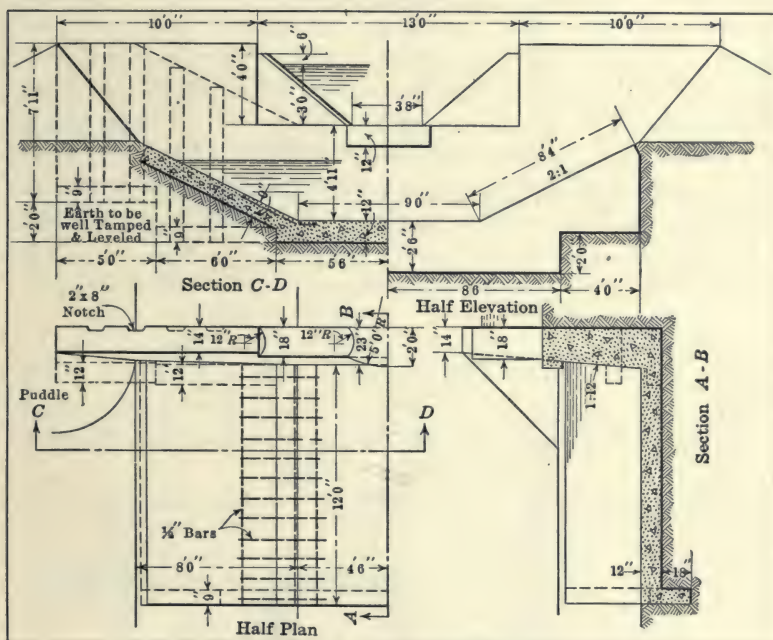 10'0"
13'0"
10'0"
6"
4'0"
3'0"
3'8"
7'11"
12"
4'11"
8'4"
2:1
9'0"
9"
2'0"
Earth to be
well Tamped
& Leveled
9"
12"
2'6"
2'0"
5'0"
6'0"
5'6"
Section C-D
8'6"
4'0"
Half Elevation
2"x 8"
Notch
B
14"
12"R
18"
12"R
23"
5'0"R
2'0"
14"
18"
12"
12"
1:12
Puddle
C
D
Section A-B
12'0"
½" Bars
8'0"
4'6"
12"
18"
9"
A
Half Plan